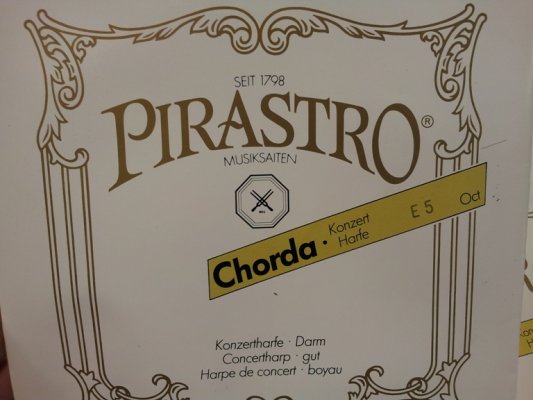 SEIT 1798
PIRASTRO®
MUSIKSAITEN
Chorda · Konzert Harfe E 5 Oct
Konzertharfe · Darm
Concertharp · gut
Harpe de concert · boyau